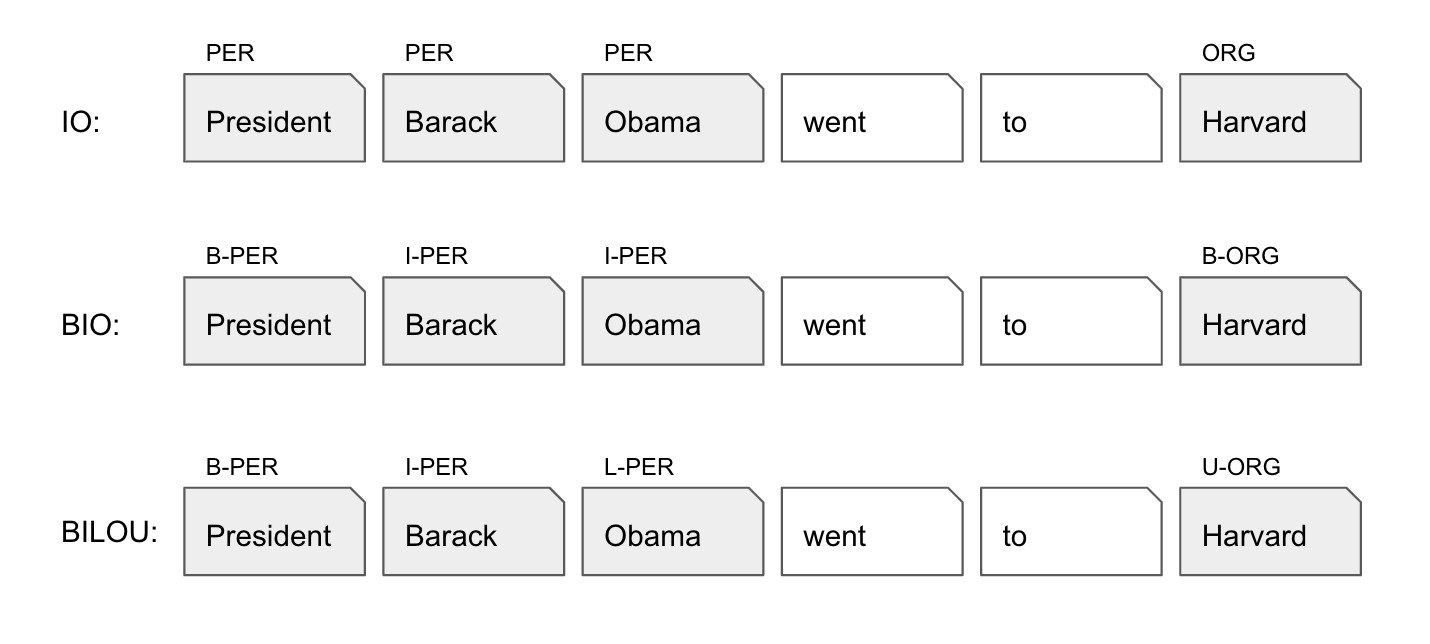 PER PER PER ORG
IO: President Barack Obama went to Harvard
B-PER I-PER I-PER B-ORG
BIO: President Barack Obama went to Harvard
B-PER I-PER L-PER U-ORG
BILOU: President Barack Obama went to Harvard